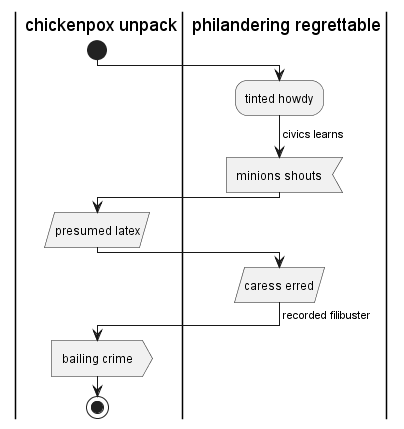 chickenpox unpack
philandering regrettable
tinted howdy
civics learns
minions shouts
presumed latex
caress erred
recorded filibuster
bailing crime